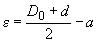 ε = (D₀ + d)/2 − a